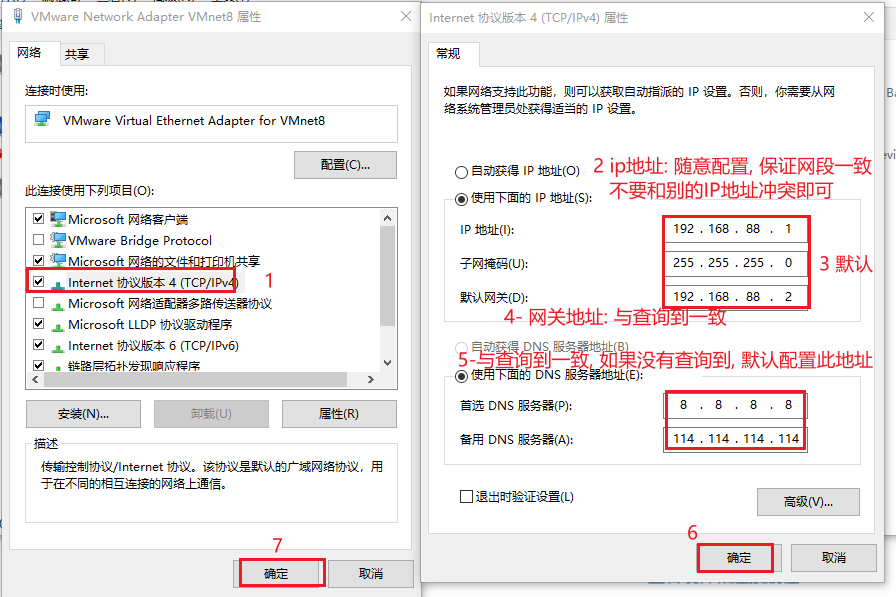 VMware Network Adapter VMnet8 属性
网络
共享
连接时使用:
VMware Virtual Ethernet Adapter for VMnet8
配置(C)...
此连接使用下列项目(O):
Microsoft 网络客户端
VMware Bridge Protocol
Microsoft 网络的文件和打印机共享
Internet 协议版本 4 (TCP/IPv4)
1
Microsoft 网络适配器多路传送器协议
Microsoft LLDP 协议驱动程序
Internet 协议版本 6 (TCP/IPv6)
链路层拓扑发现响应程序
安装(N)...
卸载(U)
属性(R)
描述
传输控制协议/Internet 协议。该协议是默认的广域网络协议，用
于在不同的相互连接的网络上通信。
7
确定
取消
Internet 协议版本 4 (TCP/IPv4) 属性
常规
如果网络支持此功能，则可以获取自动指派的 IP 设置。否则，你需要从网
络系统管理员处获得适当的 IP 设置。
自动获得 IP 地址(O)
2 ip地址: 随意配置, 保证网段一致
不要和别的IP地址冲突即可
使用下面的 IP 地址(S):
IP 地址(I):
192 . 168 . 88 . 1
子网掩码(U):
255 . 255 . 255 . 0
3 默认
默认网关(D):
192 . 168 . 88 . 2
4- 网关地址: 与查询到一致
自动获得 DNS 服务器地址(B)
5-与查询到一致, 如果没有查询到, 默认配置此地址
使用下面的 DNS 服务器地址(E):
首选 DNS 服务器(P):
8 . 8 . 8 . 8
备用 DNS 服务器(A):
114 . 114 . 114 . 114
退出时验证设置(L)
高级(V)...
6
确定
取消